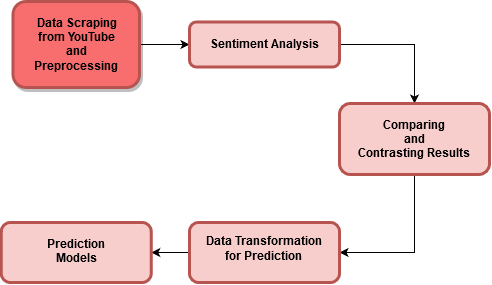 Data Scraping
from YouTube
and
Preprocessing
Sentiment Analysis
Comparing
and
Contrasting Results
Data Transformation
for Prediction
Prediction
Models